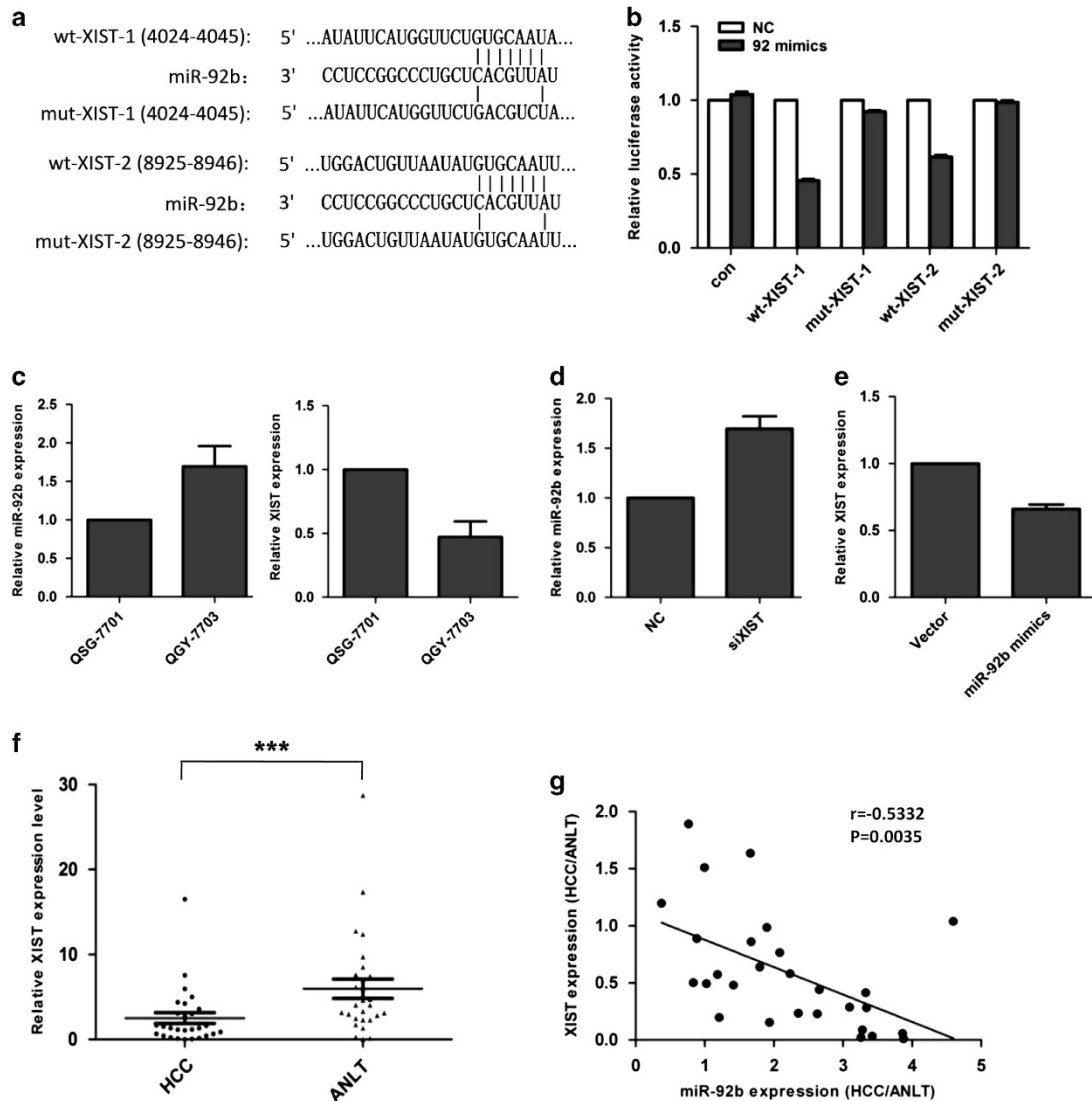 a
wt-XIST-1 (4024-4045): 5' ...AUAUUCAUGGUUCUGUGCAAUA...
miR-92b: 3' CCUCCGGCCCUGCUCACGUUAU
mut-XIST-1 (4024-4045): 5' ...AUAUUCAUGGUUCUGACGUCUA...
wt-XIST-2 (8925-8946): 5' ...UGGACUGUUAAUAUGUGCAAUU...
miR-92b: 3' CCUCCGGCCCUGCUCACGUUAU
mut-XIST-2 (8925-8946): 5' ...UGGACUGUUAAUAUGUGCAAUU...
b
Relative luciferase activity
1.5
1.0
0.5
0.0
NC
92 mimics
con
wt-XIST-1
mut-XIST-1
wt-XIST-2
mut-XIST-2
c
Relative miR-92b expression
2.5
2.0
1.5
1.0
0.5
0.0
QSG-7701
QGY-7703
Relative XIST expression
1.5
1.0
0.5
0.0
QSG-7701
QGY-7703
d
Relative miR-92b expression
2.0
1.5
1.0
0.5
0.0
NC
siXIST
e
Relative XIST expression
1.5
1.0
0.5
0.0
Vector
miR-92b mimics
f
Relative XIST expression level
30
20
10
0
***
HCC
ANLT
g
XIST expression (HCC/ANLT)
2.0
1.5
1.0
0.5
0.0
r=-0.5332
P=0.0035
0 1 2 3 4 5
miR-92b expression (HCC/ANLT)